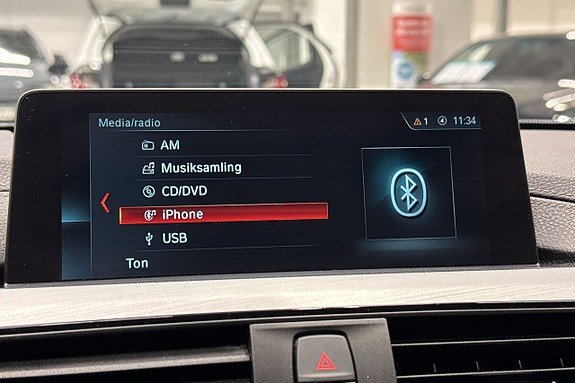 Media/radio
1
11:34
AM
Musiksamling
CD/DVD
iPhone
USB
Ton